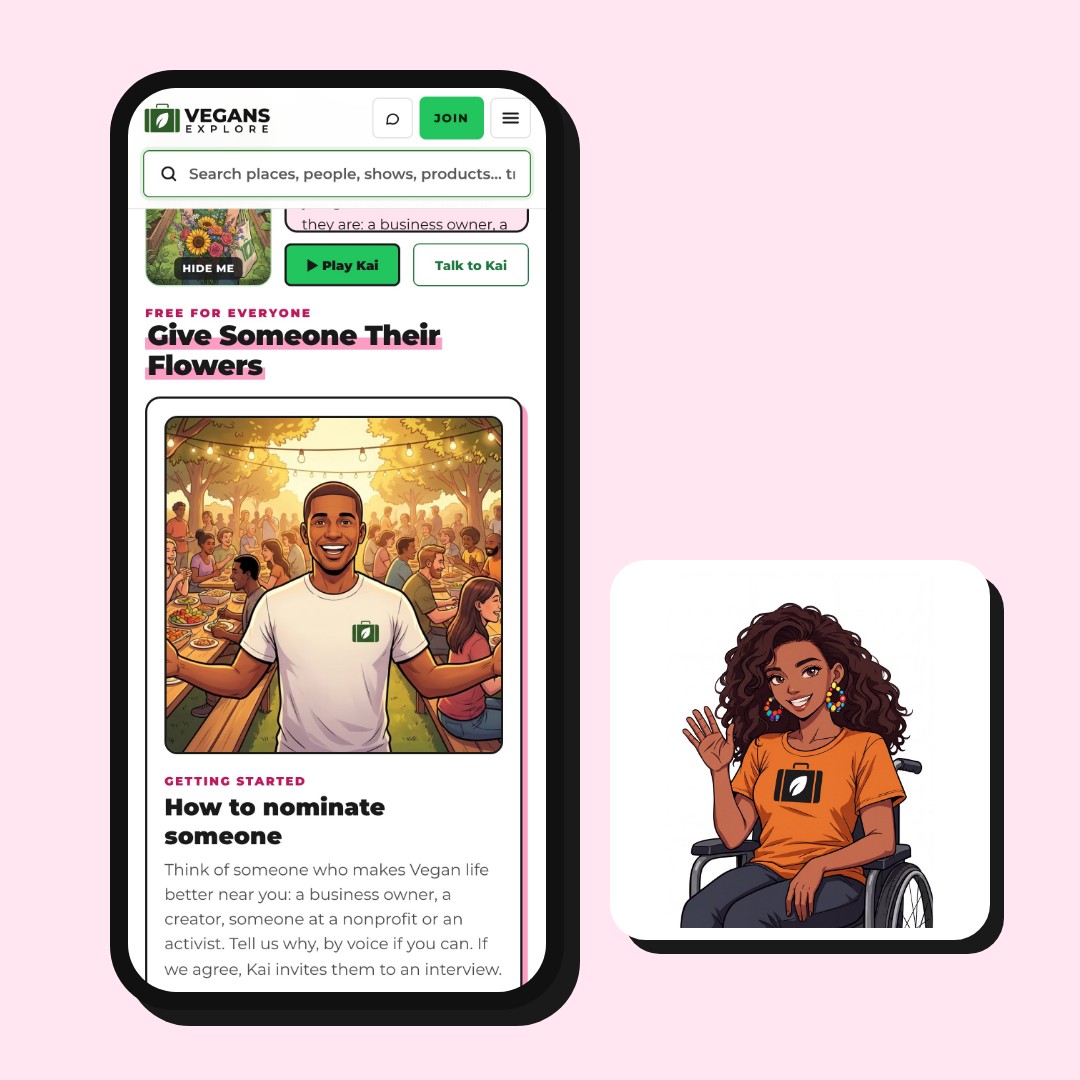 VEGANS
EXPLORE
JOIN
Search places, people, shows, products...
they are: a business owner, a
HIDE ME
Play Kai
Talk to Kai
FREE FOR EVERYONE
Give Someone Their
Flowers
GETTING STARTED
How to nominate
someone
Think of someone who makes Vegan life
better near you: a business owner, a
creator, someone at a nonprofit or an
activist. Tell us why, by voice if you can. If
we agree, Kai invites them to an interview.